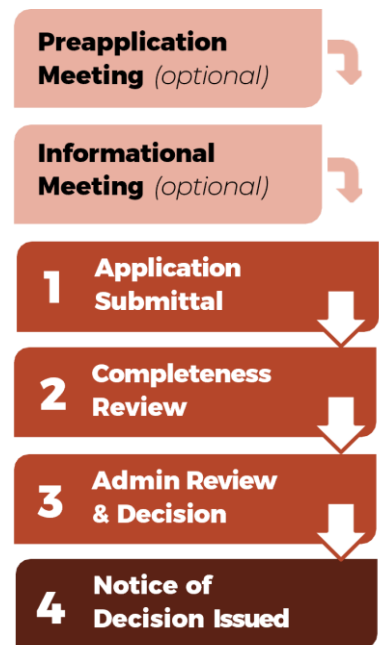 Preapplication
Meeting (optional)
Informational
Meeting (optional)
1 Application
Submittal
2 Completeness
Review
3 Admin Review
& Decision
4 Notice of
Decision Issued